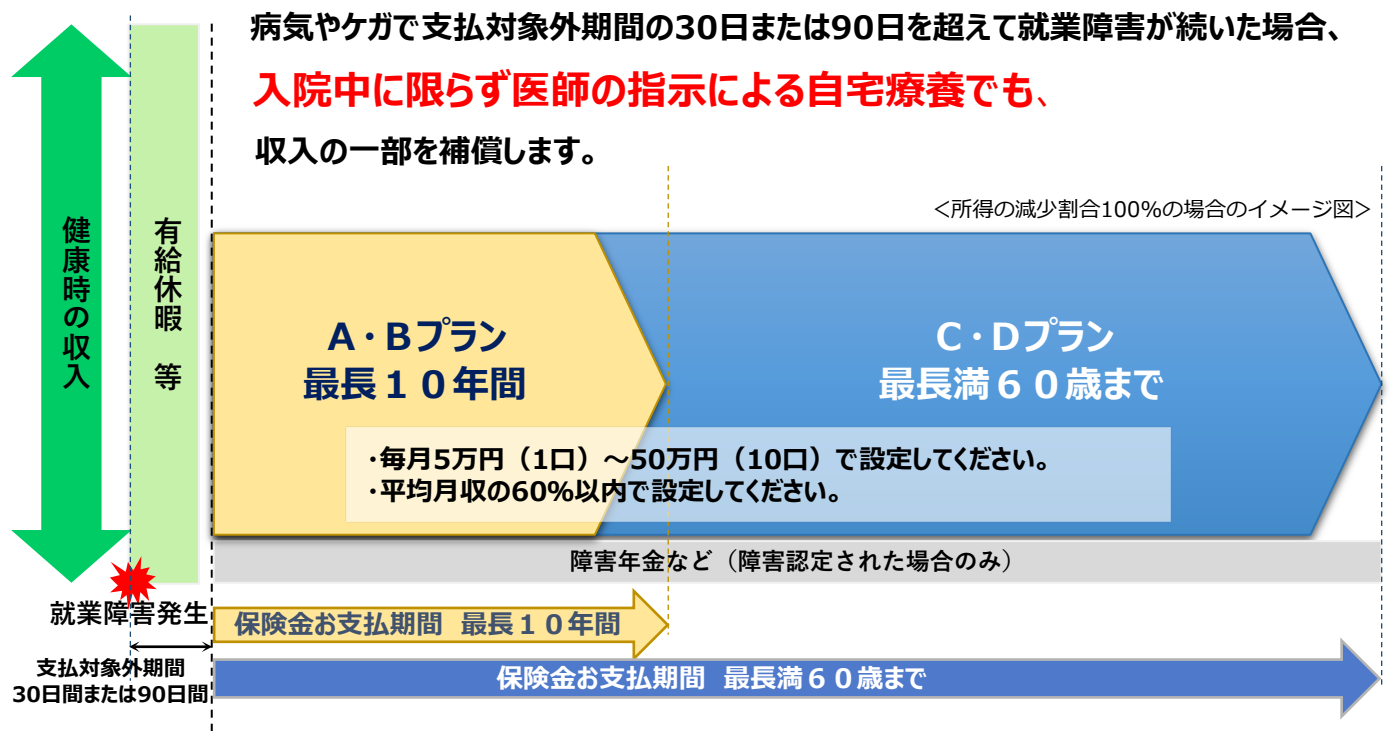 病気やケガで支払対象外期間の30日または90日を超えて就業障害が続いた場合、
入院中に限らず医師の指示による自宅療養でも、
収入の一部を補償します。
＜所得の減少割合100%の場合のイメージ図＞
健康時の収入
有給休暇　等
A・Bプラン
最長１０年間
C・Dプラン
最長満６０歳まで
・毎月5万円（1口）～50万円（10口）で設定してください。
・平均月収の60%以内で設定してください。
障害年金など（障害認定された場合のみ）
就業障害発生
保険金お支払期間　最長１０年間
支払対象外期間
30日間または90日間
保険金お支払期間　最長満６０歳まで